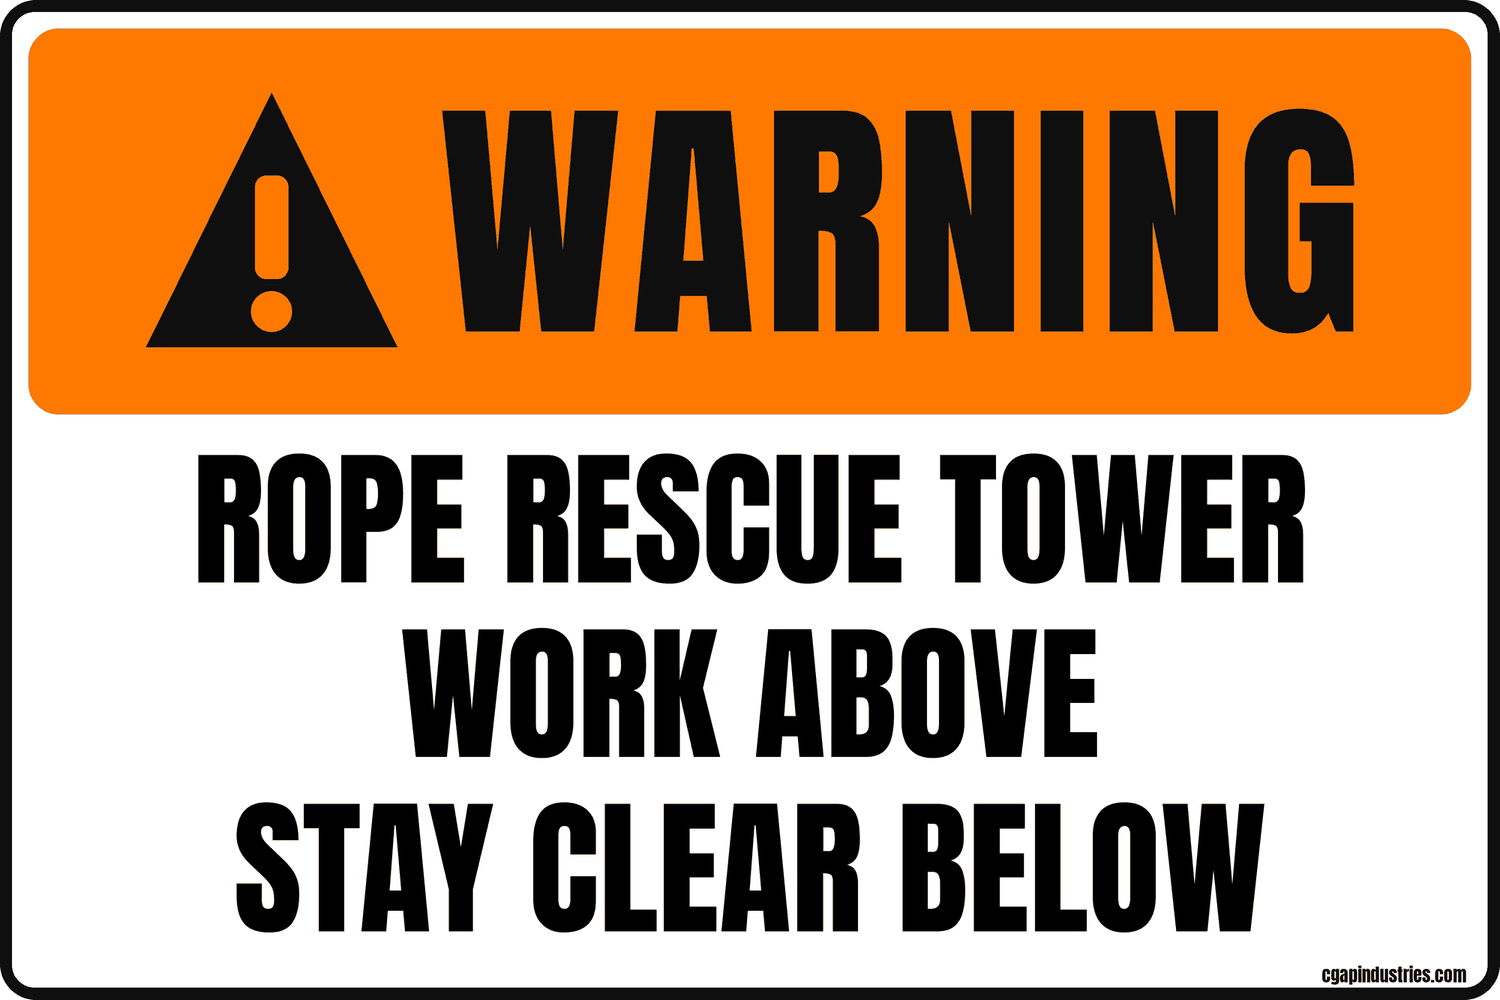 WARNING
ROPE RESCUE TOWER
WORK ABOVE
STAY CLEAR BELOW
cgapindustries.com